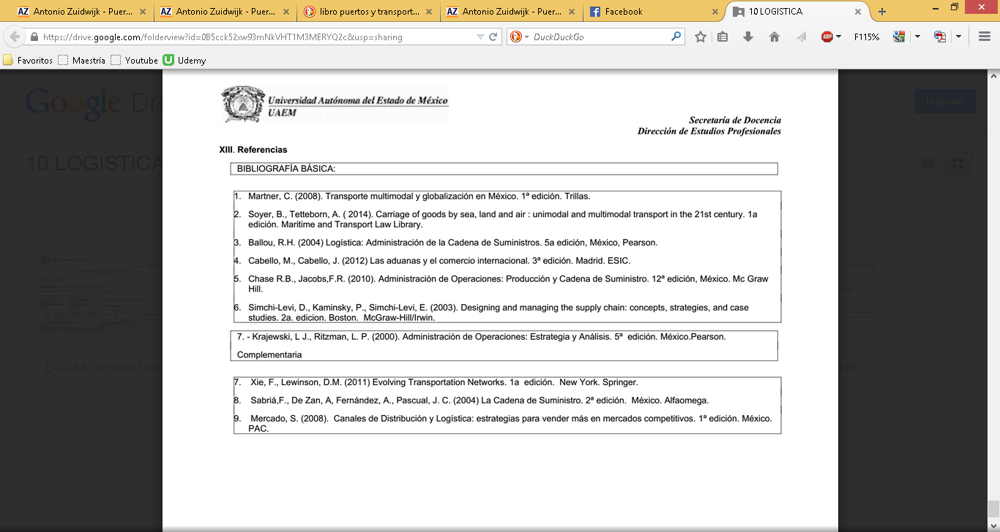 Antonio Zuidwijk - Puer...
Antonio Zuidwijk - Puer...
libro puertos y transport...
Antonio Zuidwijk - Puer...
Facebook
10 LOGISTICA
https://drive.google.com/folderview?id=0B5cck52xw93mNkVHT1M3MERYQ2c&usp=sharing
DuckDuckGo
ABP
F115%
Favoritos
Maestría
Youtube
Udemy
Google Dr
Ingresar
10 LOGISTICA
Universidad Autónoma del Estado de México
UAEM
Secretaría de Docencia
Dirección de Estudios Profesionales
XIII. Referencias
BIBLIOGRAFÍA BÁSICA:
1. Martner, C. (2008). Transporte multimodal y globalización en México. 1ª edición. Trillas.
2. Soyer, B., Tetteborn, A. ( 2014). Carriage of goods by sea, land and air : unimodal and multimodal transport in the 21st century. 1a
edición. Maritime and Transport Law Library.
3. Ballou, R.H. (2004) Logística: Administración de la Cadena de Suministros. 5a edición, México, Pearson.
4. Cabello, M., Cabello, J. (2012) Las aduanas y el comercio internacional. 3ª edición. Madrid. ESIC.
5. Chase R.B., Jacobs,F.R. (2010). Administración de Operaciones: Producción y Cadena de Suministro. 12ª edición, México. Mc Graw
Hill.
6. Simchi-Levi, D., Kaminsky, P., Simchi-Levi, E. (2003). Designing and managing the supply chain: concepts, strategies, and case
studies. 2a. edicion. Boston. McGraw-Hill/Irwin.
7. - Krajewski, L J., Ritzman, L. P. (2000). Administración de Operaciones: Estrategia y Análisis. 5ª edición. México.Pearson.
Complementaria
7. Xie, F., Lewinson, D.M. (2011) Evolving Transportation Networks. 1a edición. New York. Springer.
8. Sabriá,F., De Zan, A, Fernández, A., Pascual, J. C. (2004) La Cadena de Suministro. 2ª edición. México. Alfaomega.
9. Mercado, S. (2008). Canales de Distribución y Logística: estrategias para vender más en mercados competitivos. 1ª edición. México.
PAC.
L40734 Logistica I.doc